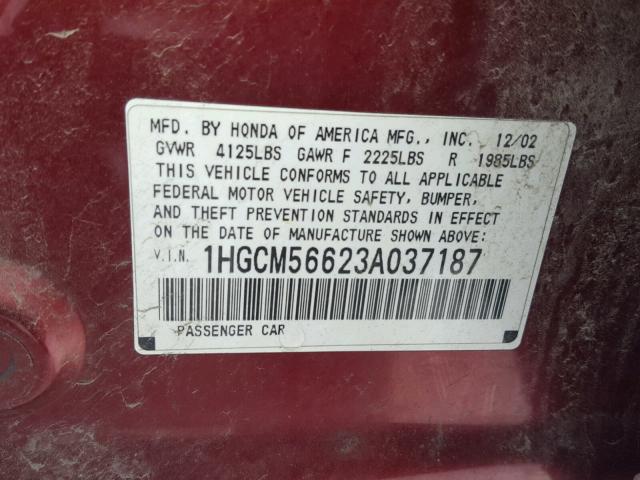 MFD. BY HONDA OF AMERICA MFG., INC. 12/02
GVWR 4125LBS GAWR F 2225LBS R 1985LBS
THIS VEHICLE CONFORMS TO ALL APPLICABLE
FEDERAL MOTOR VEHICLE SAFETY, BUMPER,
AND THEFT PREVENTION STANDARDS IN EFFECT
ON THE DATE OF MANUFACTURE SHOWN ABOVE:
V.I.N. 1HGCM56623A037187
PASSENGER CAR